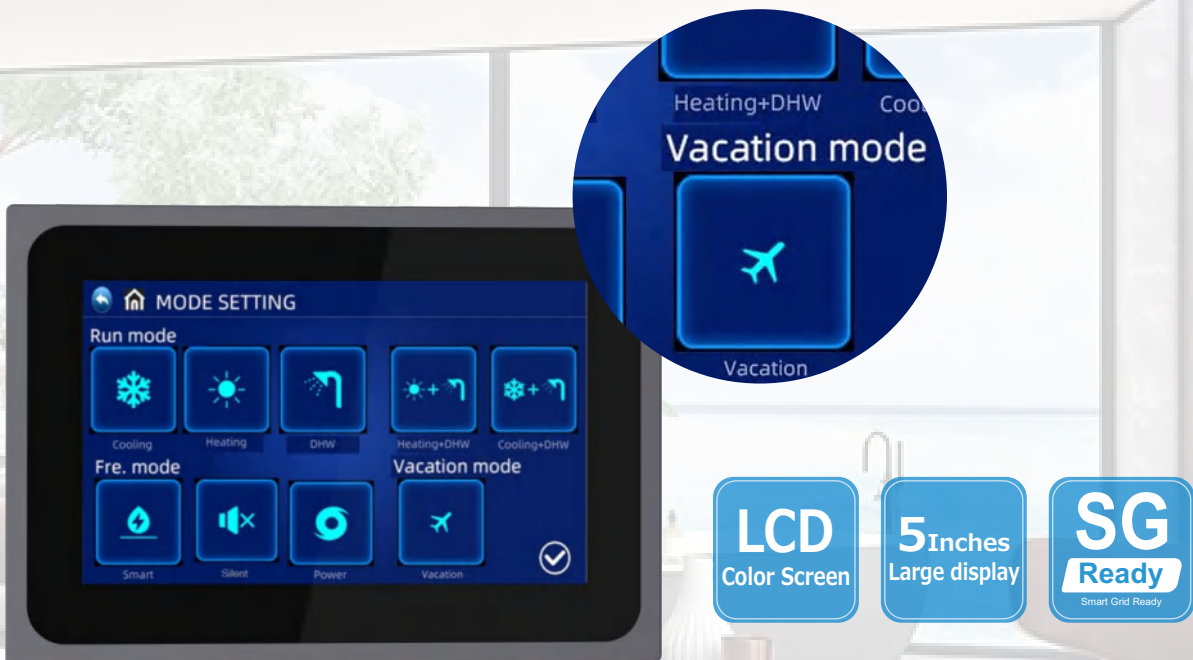 MODE SETTING
Run mode
Cooling
Heating
DHW
Heating+DHW
Cooling+DHW
Fre. mode
Vacation mode
Smart
Silent
Power
Vacation
Heating+DHW
Coo
Vacation mode
Vacation
LCD
Color Screen
5Inches
Large display
SG
Ready
Smart Grid Ready